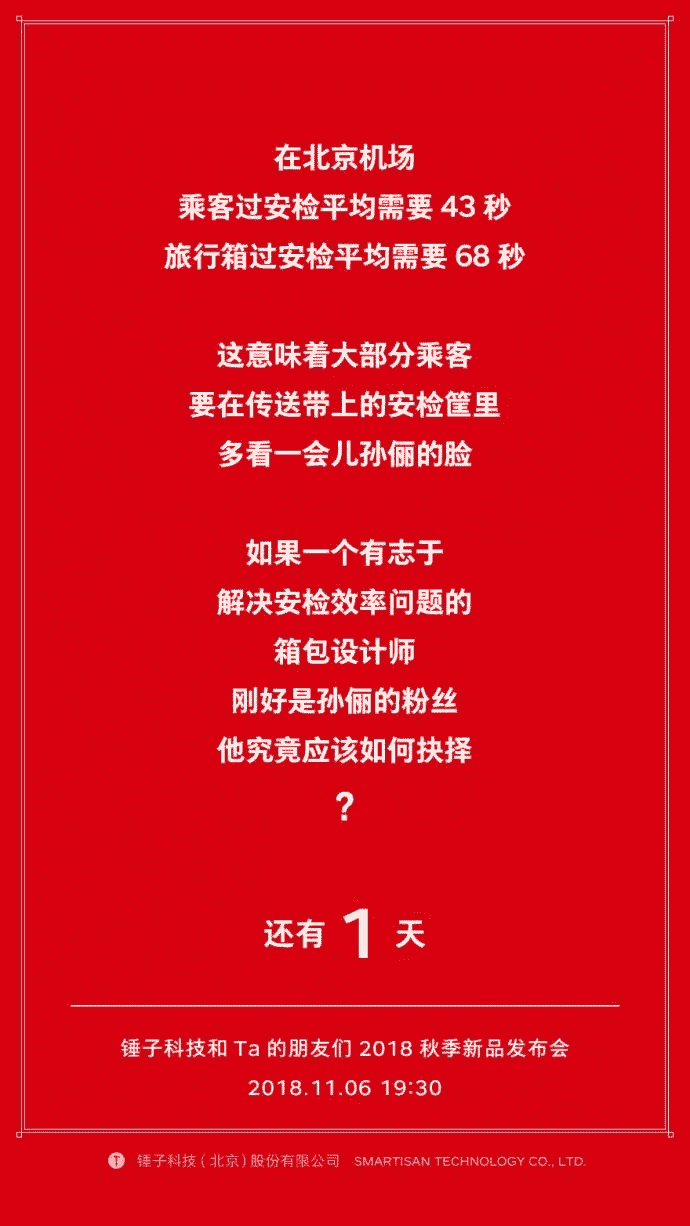 在北京机场
乘客过安检平均需要 43 秒
旅行箱过安检平均需要 68 秒
这意味着大部分乘客
要在传送带上的安检筐里
多看一会儿孙俪的脸
如果一个有志于
解决安检效率问题的
箱包设计师
刚好是孙俪的粉丝
他究竟应该如何抉择
?
还有 1 天
锤子科技和 Ta 的朋友们 2018 秋季新品发布会
2018.11.06 19:30
T 锤子科技 ( 北京 ) 股份有限公司 SMARTISAN TECHNOLOGY CO., LTD.